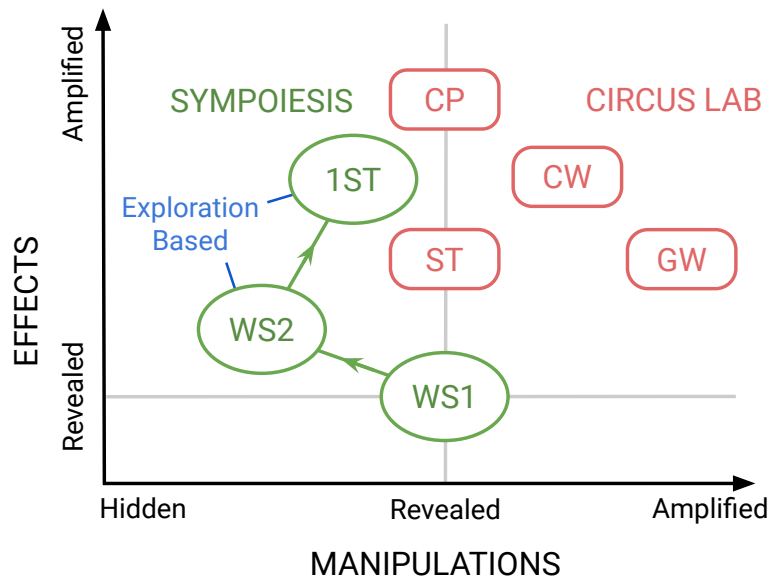 Amplified
SYMPOIESIS
CP
CIRCUS LAB
1ST
CW
Exploration
Based
EFFECTS
ST
GW
WS2
Revealed
WS1
Hidden
Revealed
Amplified
MANIPULATIONS